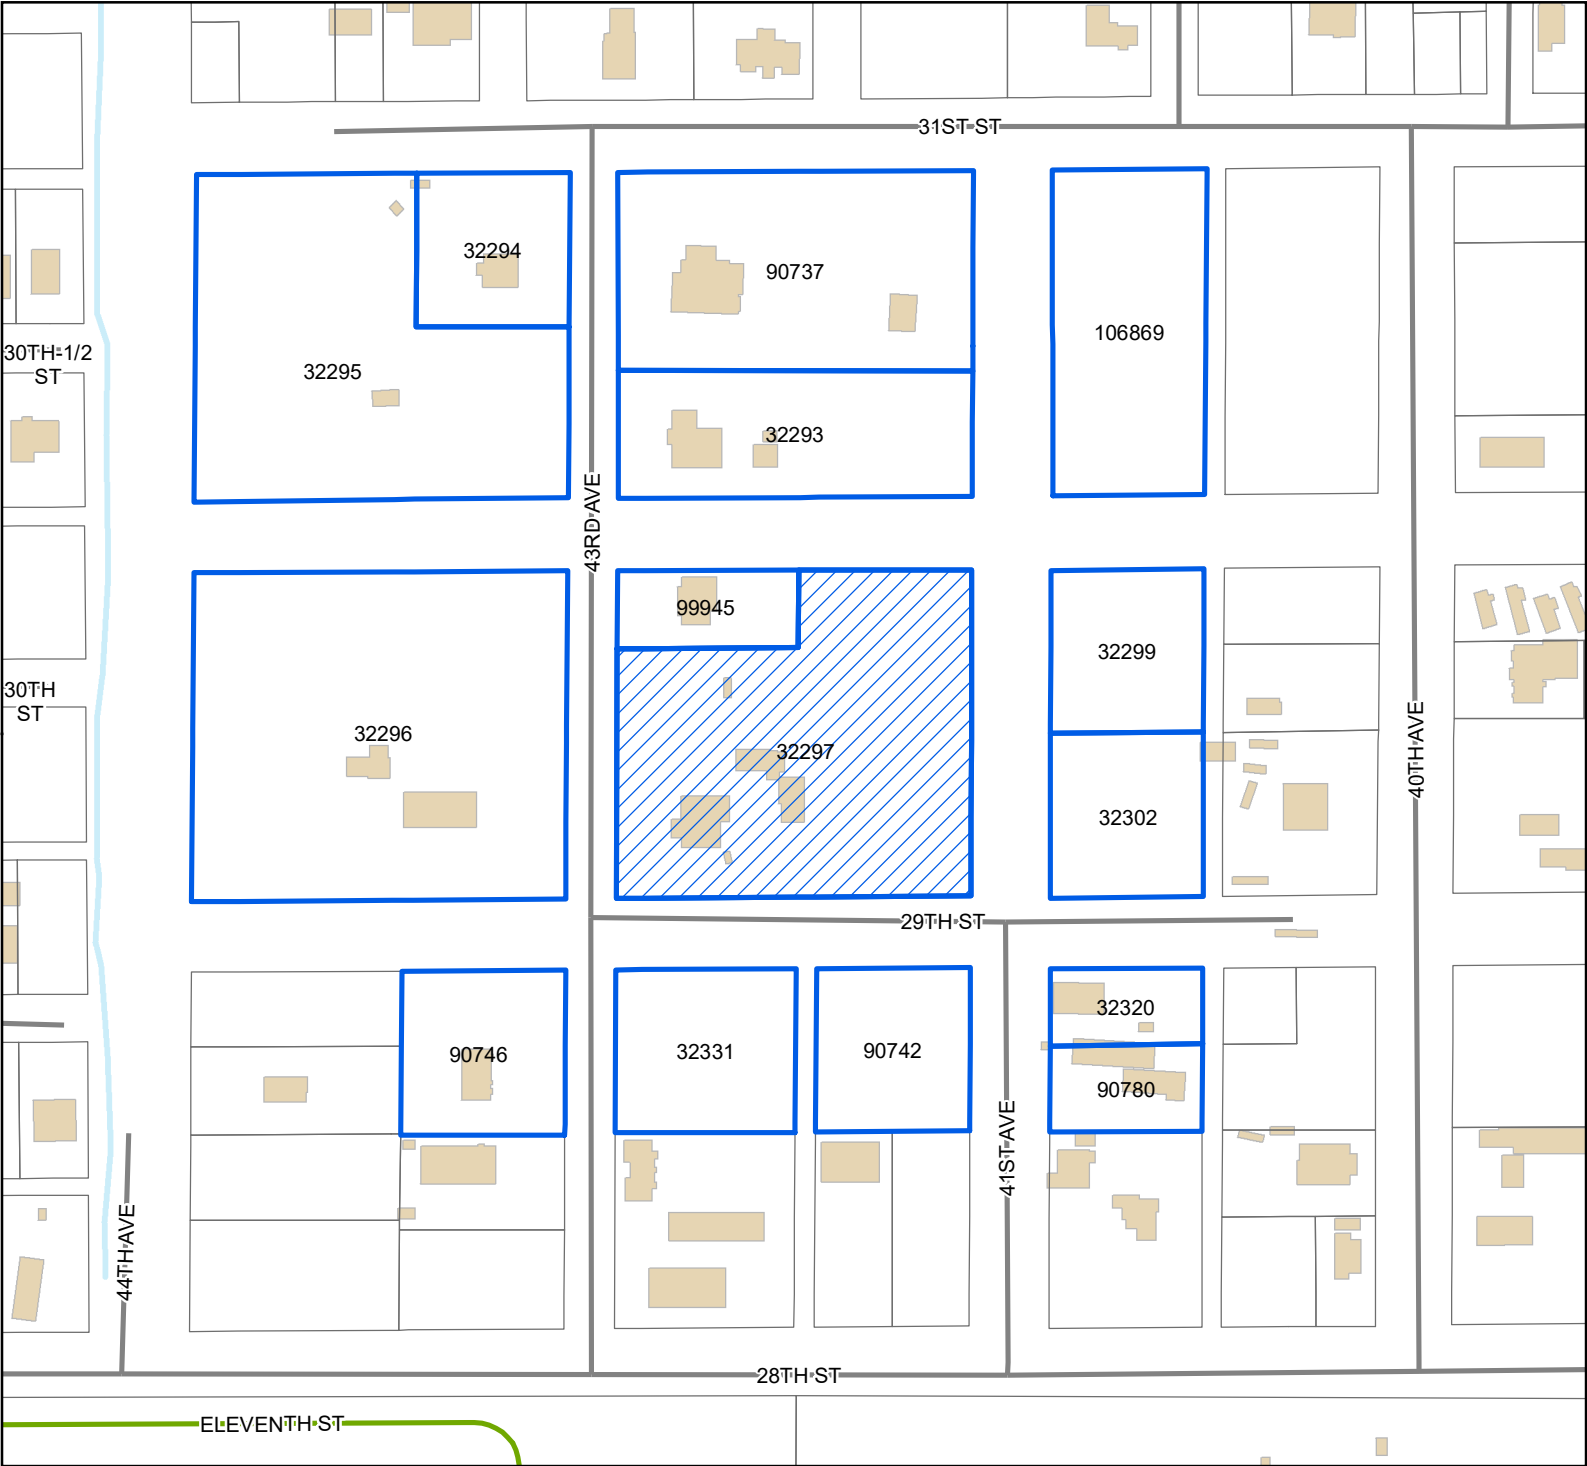 31ST ST
32294
90737
106869
30TH-1/2
ST
32295
32293
43RD AVE
99945
32299
30TH
ST
32296
32297
40TH AVE
32302
29TH ST
90746
32331
90742
32320
90780
41ST AVE
44TH AVE
28TH ST
ELEVENTH ST